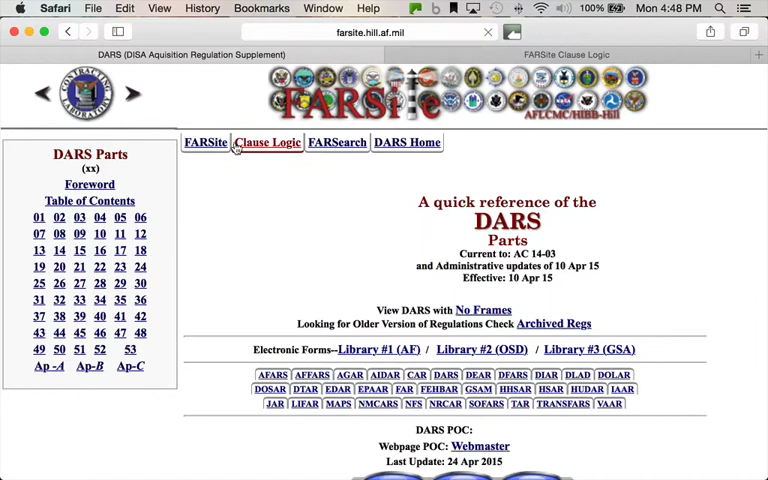 Safari File Edit View History Bookmarks Window Help 100% Mon 4:48 PM
farsite.hill.af.mil
DARS (DISA Aquisition Regulation Supplement) FARSite Clause Logic
CONTRACTING
LABORATORY
FARSite
AFLCMC/HIBB-Hill
FARSite Clause Logic FARSearch DARS Home
DARS Parts
(xx)
Foreword
Table of Contents
01 02 03 04 05 06
07 08 09 10 11 12
13 14 15 16 17 18
19 20 21 22 23 24
25 26 27 28 29 30
31 32 33 34 35 36
37 38 39 40 41 42
43 44 45 46 47 48
49 50 51 52 53
Ap -A Ap-B Ap-C
A quick reference of the
DARS
Parts
Current to: AC 14-03
and Administrative updates of 10 Apr 15
Effective: 10 Apr 15
View DARS with No Frames
Looking for Older Version of Regulations Check Archived Regs
Electronic Forms--Library #1 (AF) / Library #2 (OSD) / Library #3 (GSA)
AFARS AFFARS AGAR AIDAR CAR DARS DEAR DFARS DIAR DLAD DOLAR
DOSAR DTAR EDAR EPAAR FAR FEHBAR GSAM HHSAR HSAR HUDAR IAAR
JAR LIFAR MAPS NMCARS NFS NRCAR SOFARS TAR TRANSFARS VAAR
DARS POC:
Webpage POC: Webmaster
Last Update: 24 Apr 2015